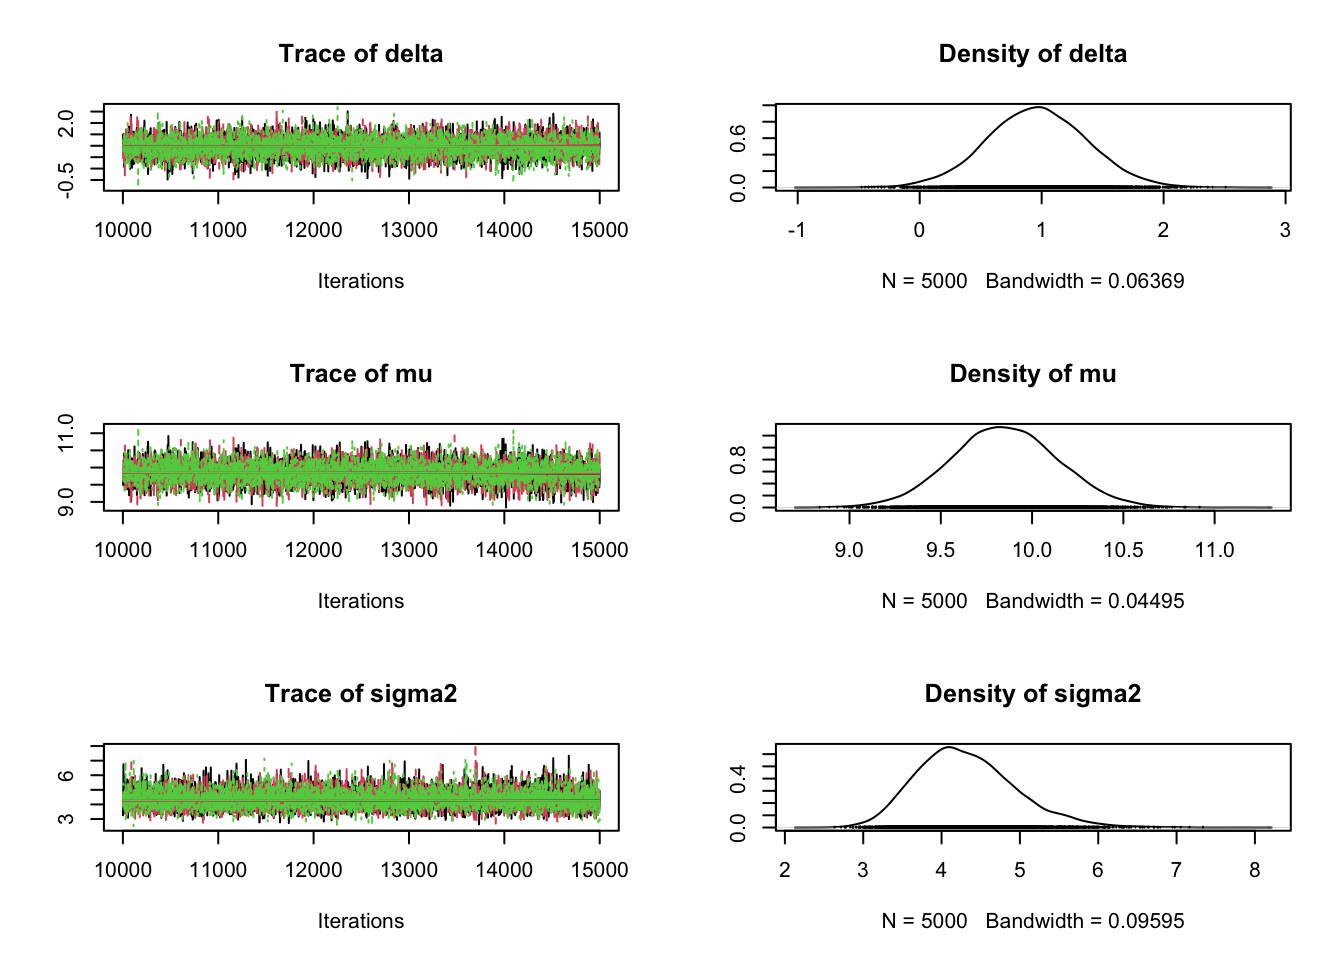 Trace of delta
2.0
-0.5
10000 11000 12000 13000 14000 15000
Iterations
Density of delta
0.6
0.0
-1 0 1 2 3
N = 5000 Bandwidth = 0.06369
Trace of mu
11.0
9.0
10000 11000 12000 13000 14000 15000
Iterations
Density of mu
0.8
0.0
9.0 9.5 10.0 10.5 11.0
N = 5000 Bandwidth = 0.04495
Trace of sigma2
6
3
10000 11000 12000 13000 14000 15000
Iterations
Density of sigma2
0.4
0.0
2 3 4 5 6 7 8
N = 5000 Bandwidth = 0.09595